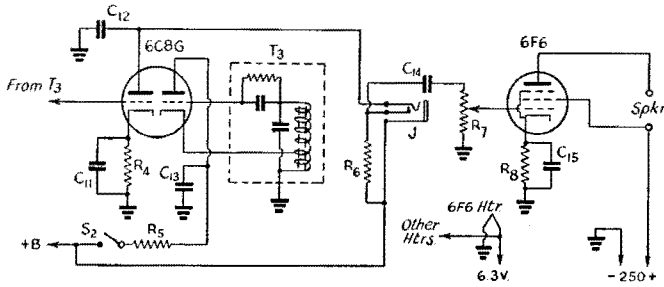 C12
6C8G
6F6
T3
C14
From T3
Spkr
R7
J
C11
R4
C13
R6
R8
C15
6F6 Htr.
Other
Htrs.
S2
R5
+B
6.3V.
-250+